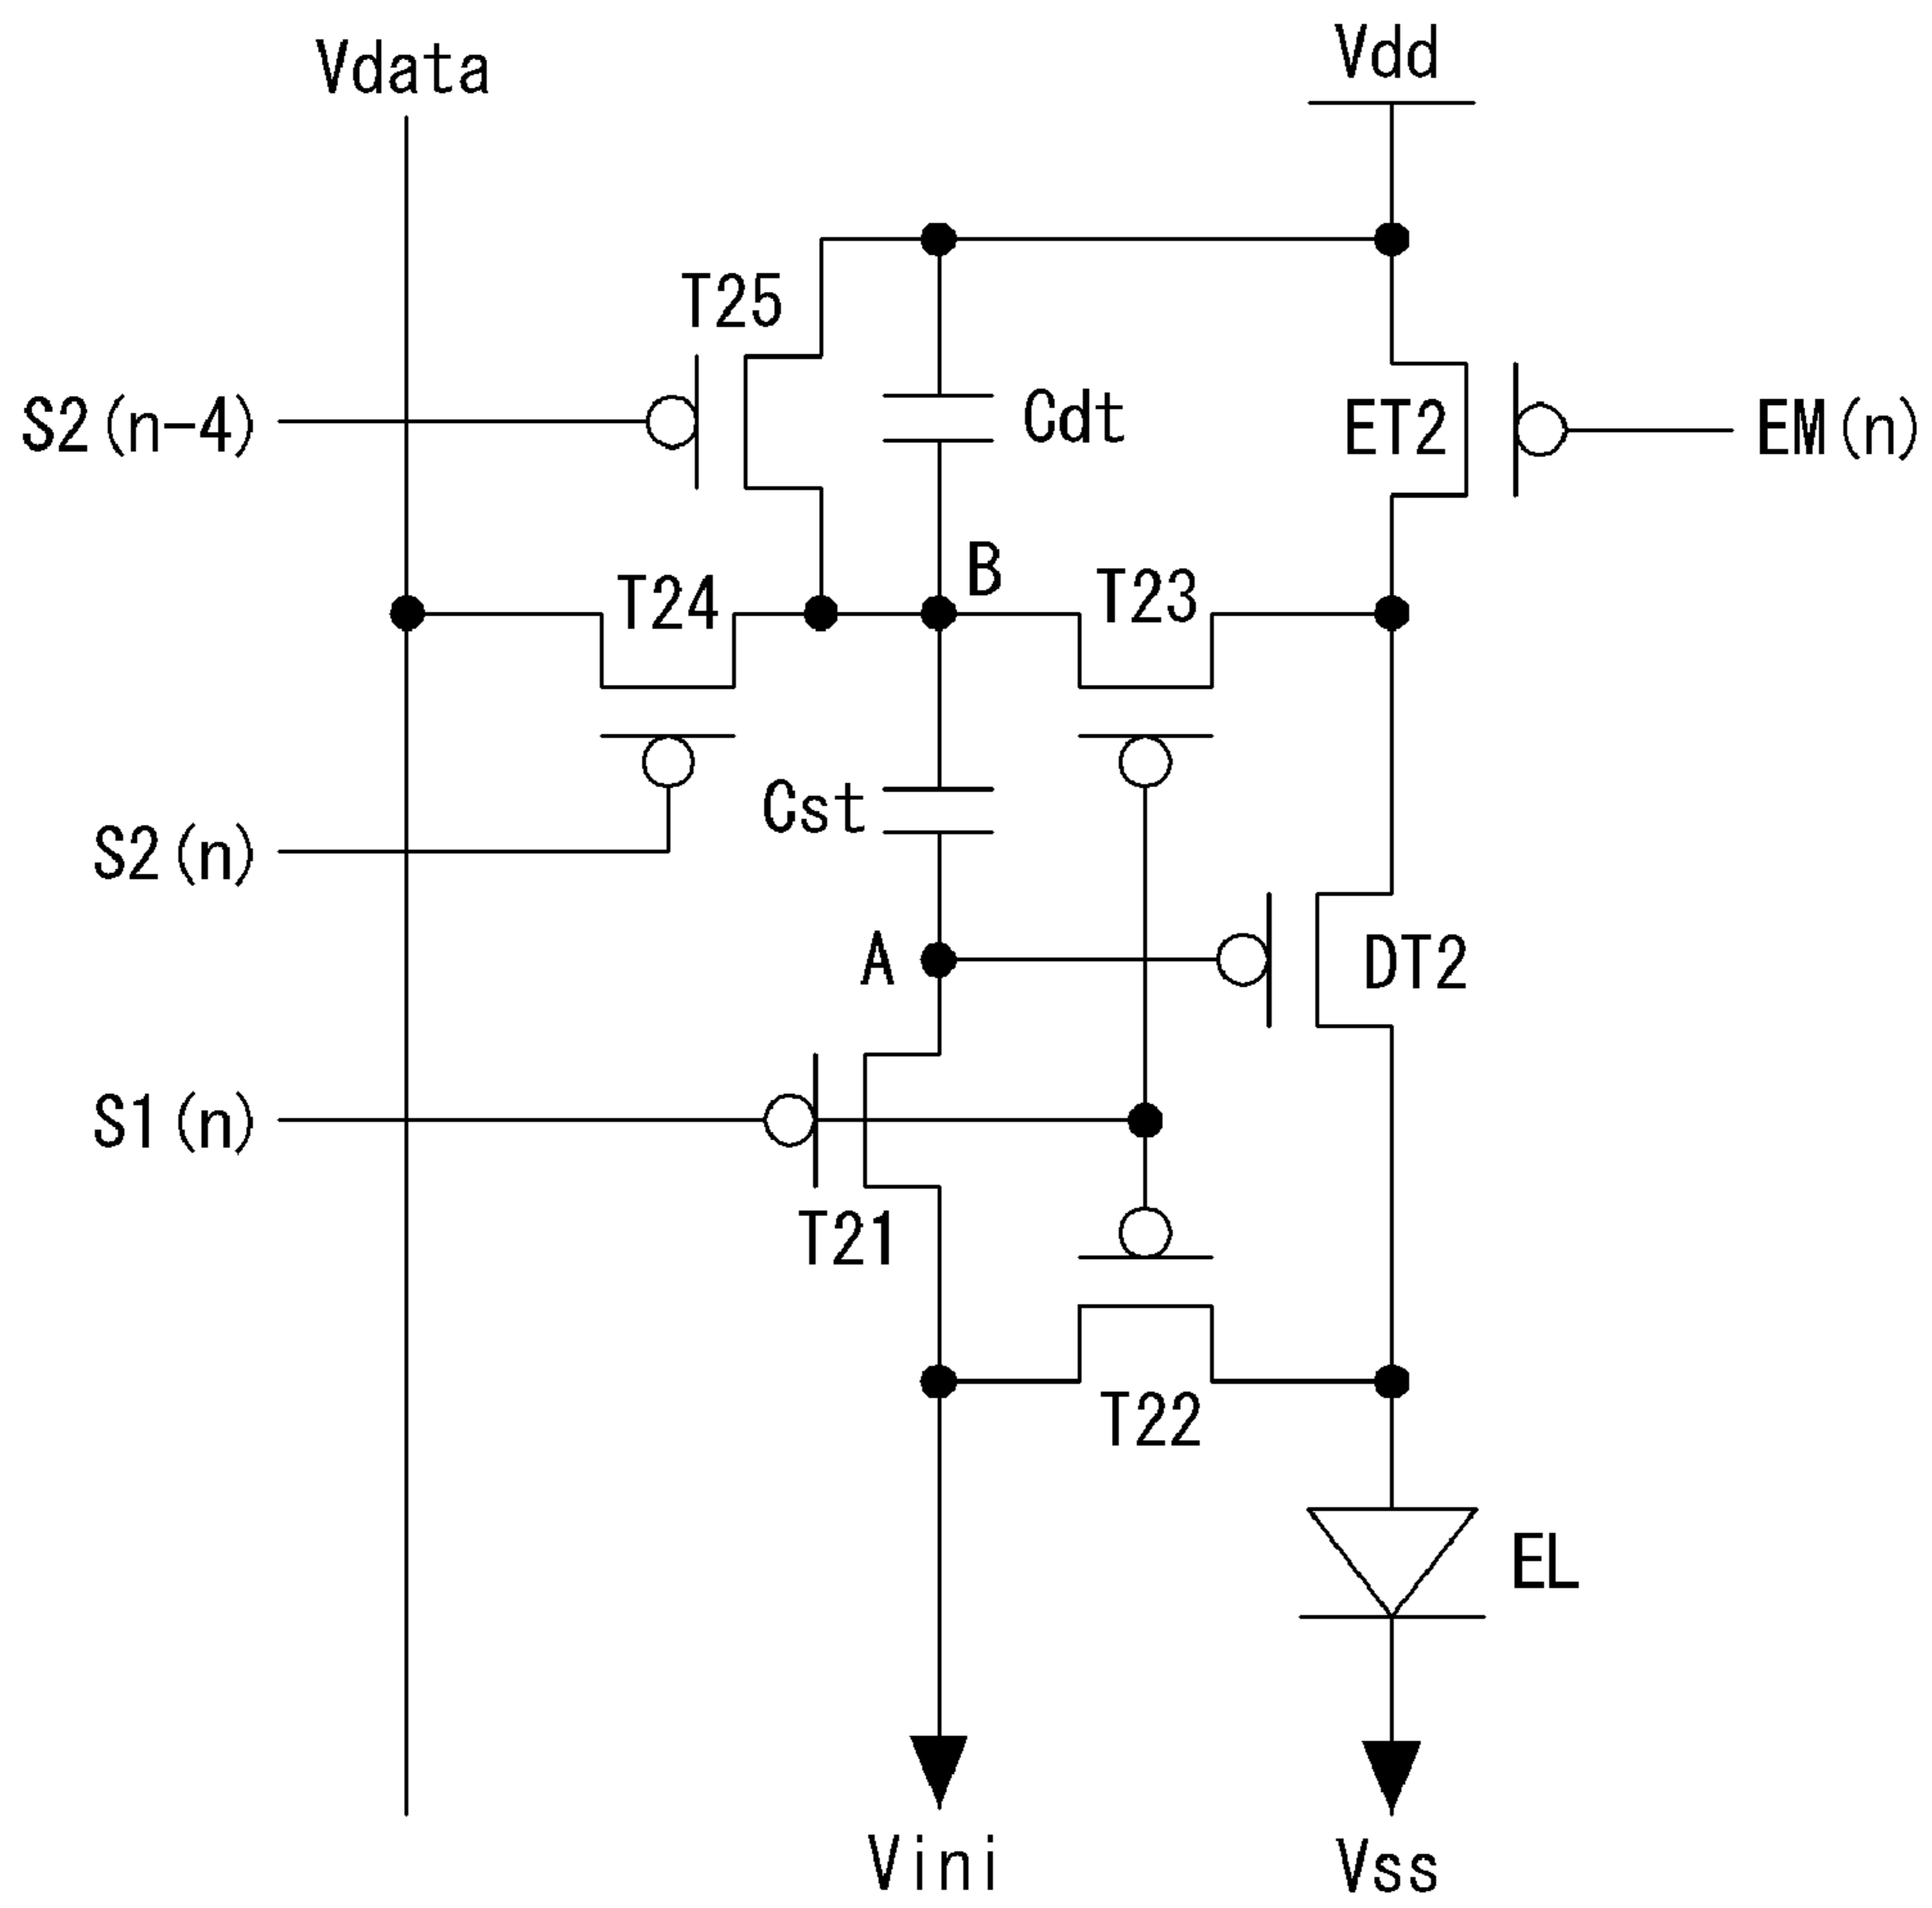 Vdata
Vdd
T25
S2(n-4)
Cdt
ET2
EM(n)
B
T24
T23
Cst
S2(n)
A
DT2
S1(n)
T21
T22
EL
Vini
Vss